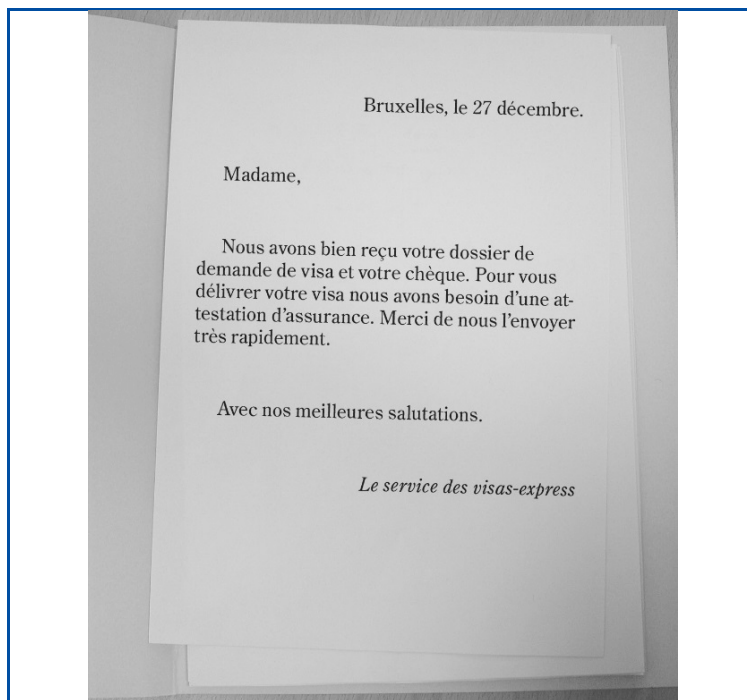 Bruxelles, le 27 décembre.
Madame,
Nous avons bien reçu votre dossier de
demande de visa et votre chèque. Pour vous
délivrer votre visa nous avons besoin d’une at-
testation d’assurance. Merci de nous l’envoyer
très rapidement.
Avec nos meilleures salutations.
Le service des visas-express